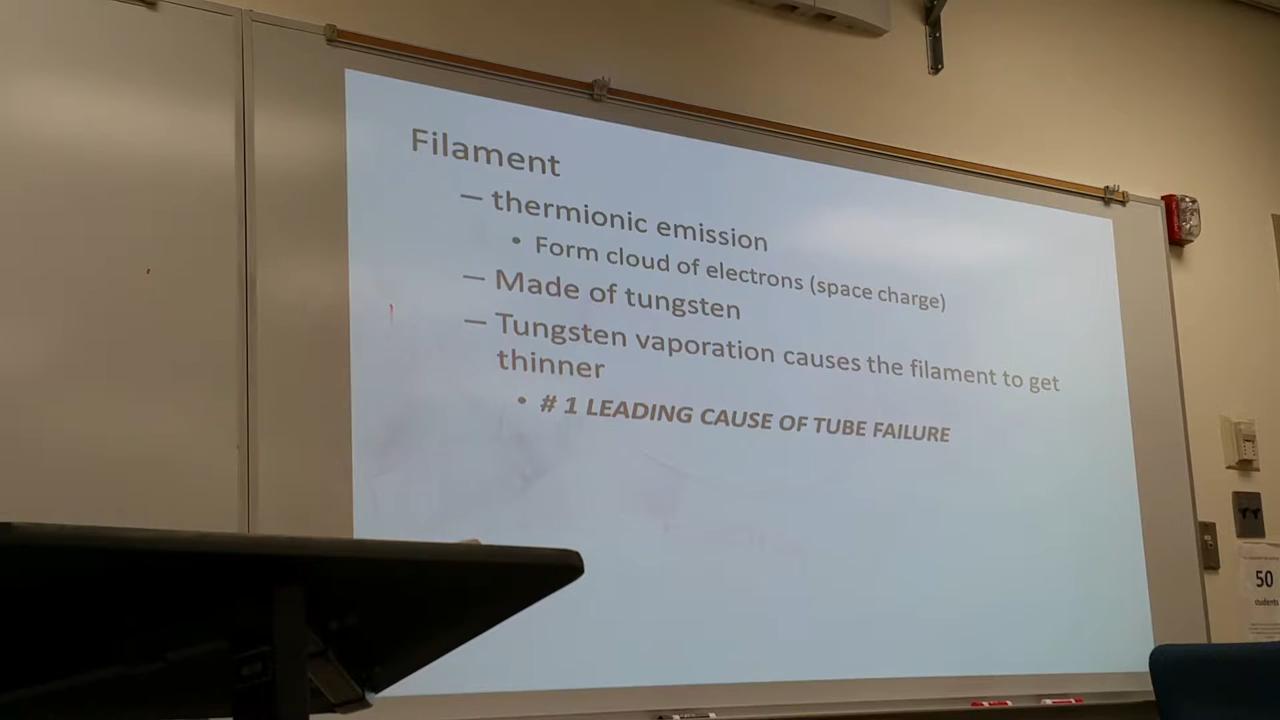 Filament
– thermionic emission
• Form cloud of electrons (space charge)
– Made of tungsten
– Tungsten vaporation causes the filament to get
thinner
• # 1 LEADING CAUSE OF TUBE FAILURE
50
students